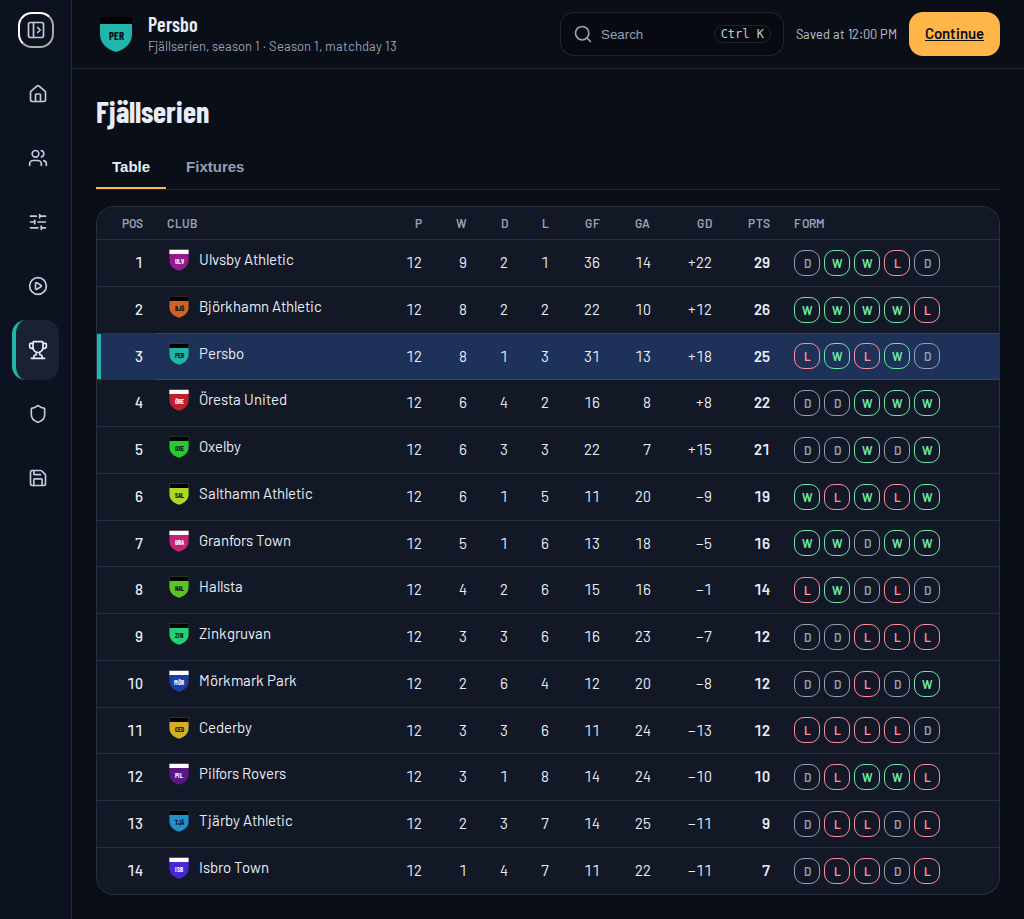 PER Persbo
Fjällserien, season 1 · Season 1, matchday 13
Search Ctrl K
Saved at 12:00 PM
Continue
Fjällserien
Table Fixtures
POS CLUB P W D L GF GA GD PTS FORM
1 ULV Ulvsby Athletic 12 9 2 1 36 14 +22 29 D W W L D
2 BJÖ Björkhamn Athletic 12 8 2 2 22 10 +12 26 W W W W L
3 PER Persbo 12 8 1 3 31 13 +18 25 L W L W D
4 ÖRE Öresta United 12 6 4 2 16 8 +8 22 D D W W W
5 OXE Oxelby 12 6 3 3 22 7 +15 21 D D W D W
6 SAL Salthamn Athletic 12 6 1 5 11 20 −9 19 W L W L W
7 GRA Granfors Town 12 5 1 6 13 18 −5 16 W W D W W
8 HAL Hallsta 12 4 2 6 15 16 −1 14 L W D L D
9 ZIN Zinkgruvan 12 3 3 6 16 23 −7 12 D D L L L
10 MÖR Mörkmark Park 12 2 6 4 12 20 −8 12 D D L D W
11 CED Cederby 12 3 3 6 11 24 −13 12 L L L L D
12 PIL Pilfors Rovers 12 3 1 8 14 24 −10 10 D L W W L
13 TJÄ Tjärby Athletic 12 2 3 7 14 25 −11 9 D L L D L
14 ISB Isbro Town 12 1 4 7 11 22 −11 7 D L L D L